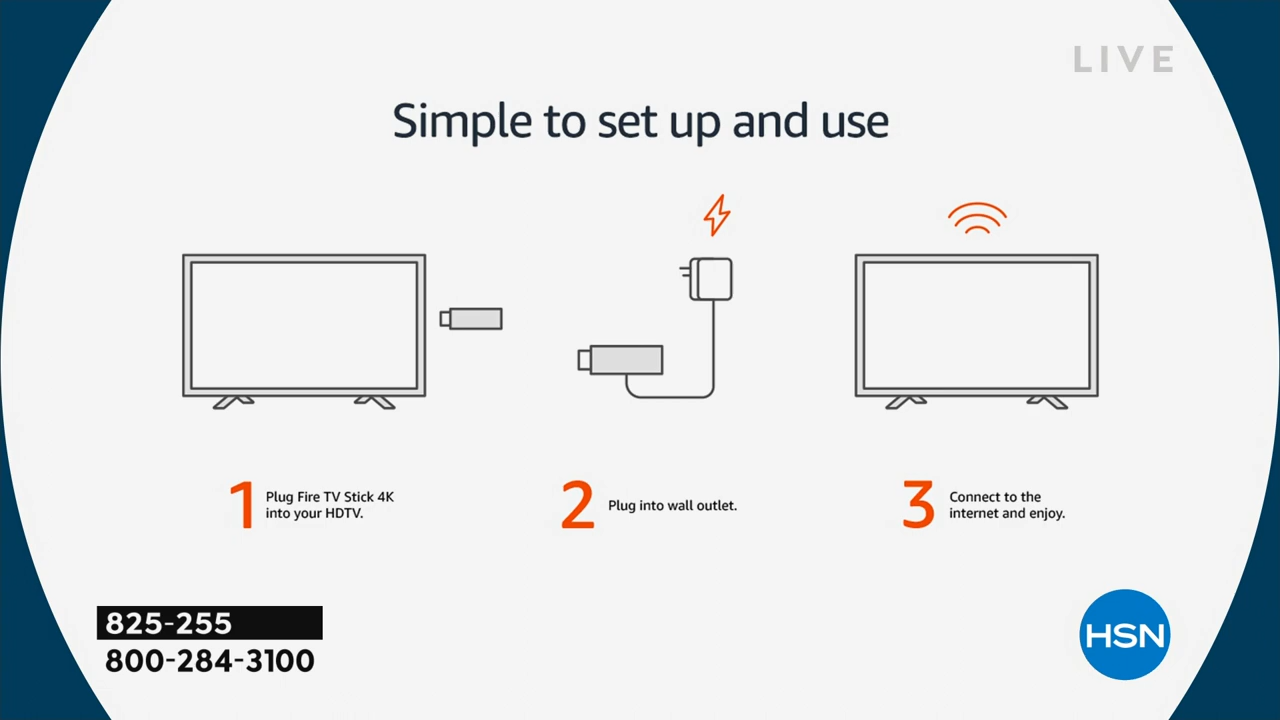 LIVE
Simple to set up and use
1 Plug Fire TV Stick 4K
into your HDTV.
2 Plug into wall outlet.
3 Connect to the
internet and enjoy.
825-255
800-284-3100
HSN